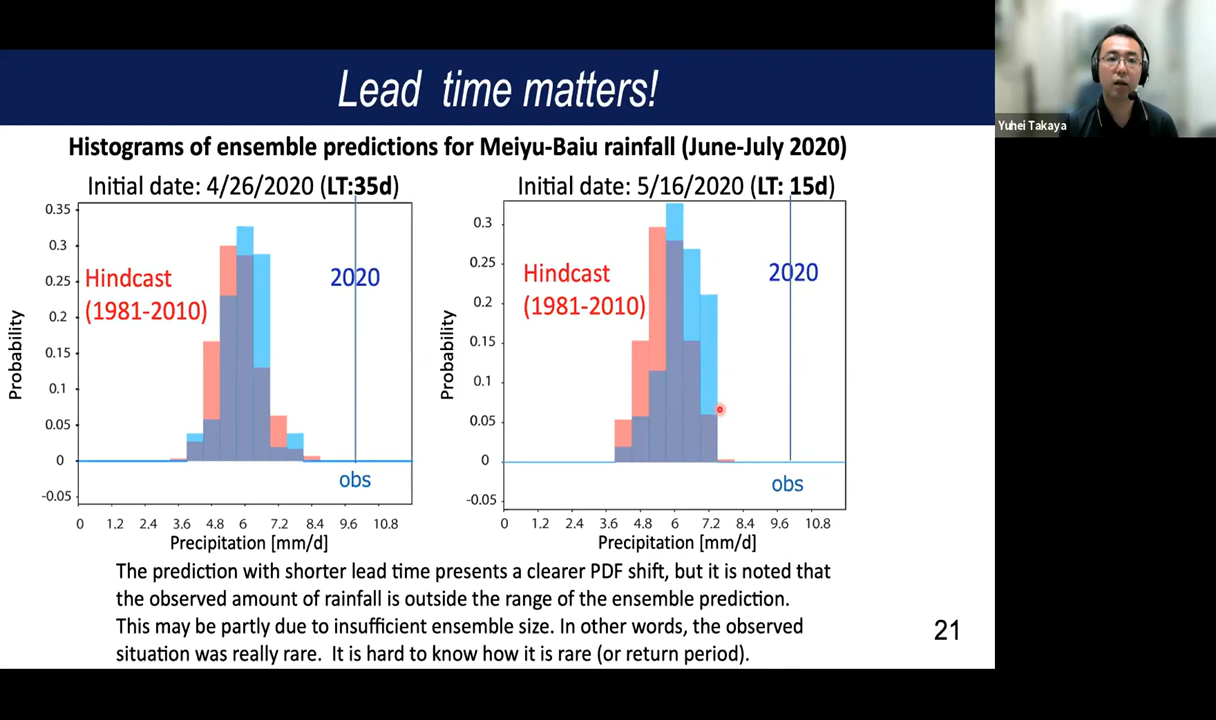 Lead time matters!
Yuhei Takaya
Histograms of ensemble predictions for Meiyu-Baiu rainfall (June-July 2020)
Initial date: 4/26/2020 (LT:35d)
0.35
0.3
0.25
0.2
0.15
0.1
0.05
0
-0.05
Probability
Hindcast
(1981-2010)
2020
obs
0 1.2 2.4 3.6 4.8 6 7.2 8.4 9.6 10.8
Precipitation [mm/d]
Initial date: 5/16/2020 (LT: 15d)
0.3
0.25
0.2
0.15
0.1
0.05
0
-0.05
Probability
Hindcast
(1981-2010)
2020
obs
0 1.2 2.4 3.6 4.8 6 7.2 8.4 9.6 10.8
Precipitation [mm/d]
The prediction with shorter lead time presents a clearer PDF shift, but it is noted that
the observed amount of rainfall is outside the range of the ensemble prediction.
This may be partly due to insufficient ensemble size. In other words, the observed
situation was really rare. It is hard to know how it is rare (or return period).
21